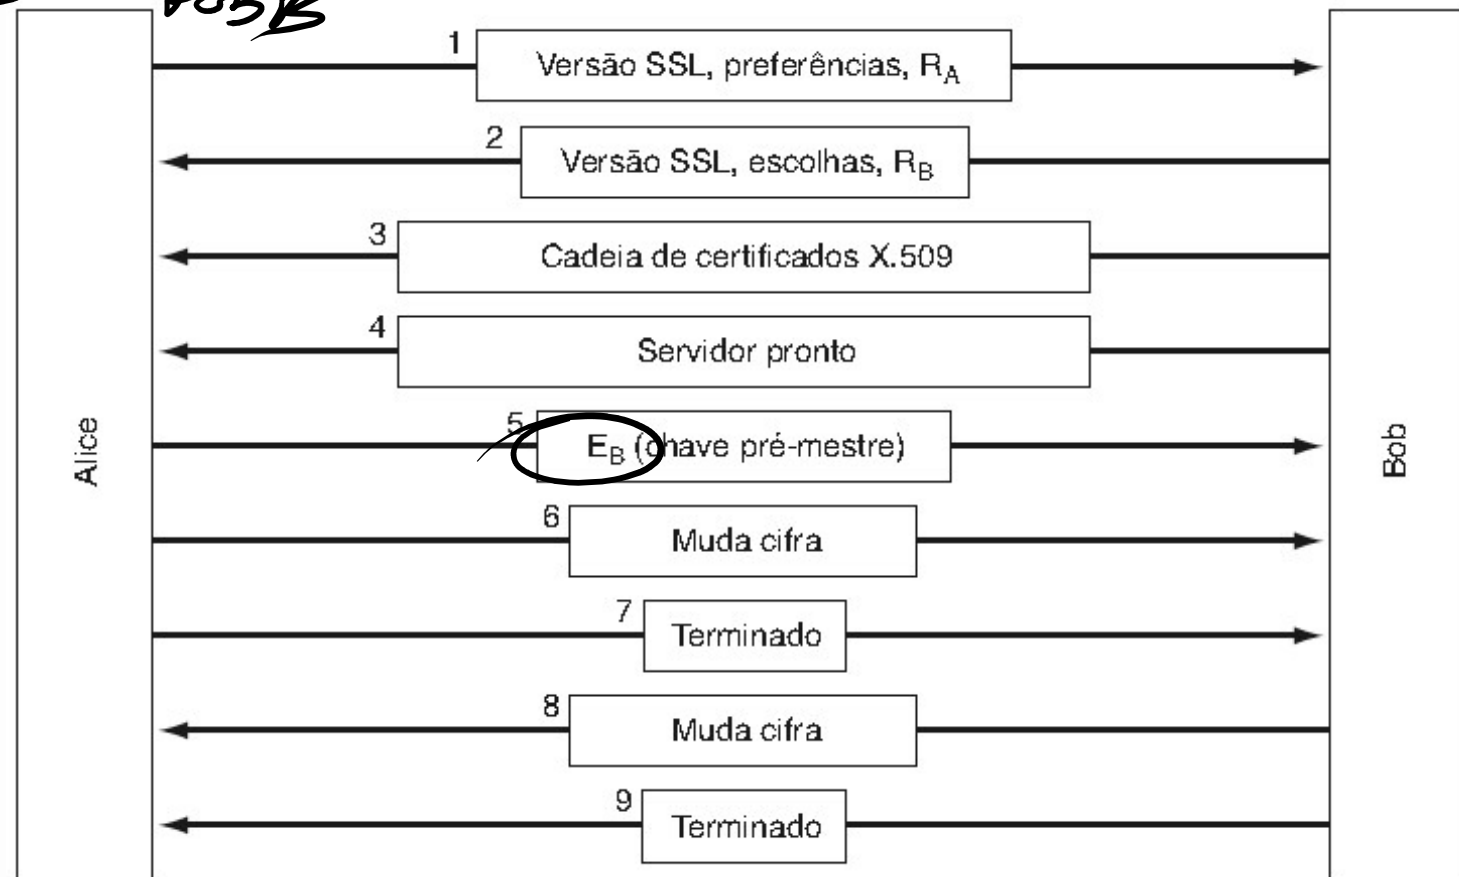 1
Versão SSL, preferências, R_A
2
Versão SSL, escolhas, R_B
3
Cadeia de certificados X.509
4
Servidor pronto
Alice
5
E_B (chave pré-mestre)
Bob
6
Muda cifra
7
Terminado
8
Muda cifra
9
Terminado